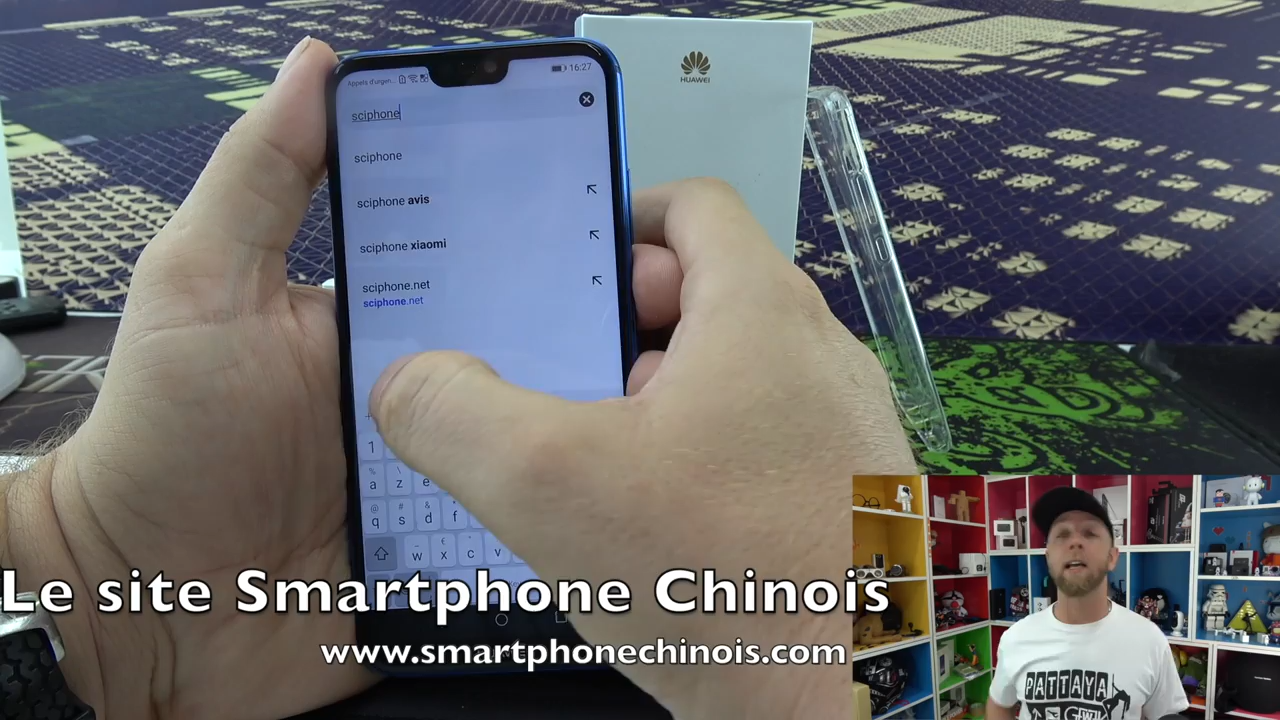 HUAWEI
Appels d'urgen...
16:27
sciphone
sciphone
sciphone avis
sciphone xiaomi
sciphone.net
sciphone.net
1
a z e
q s d f
w x c v
Le site Smartphone Chinois
www.smartphonechinois.com
PATTAYA